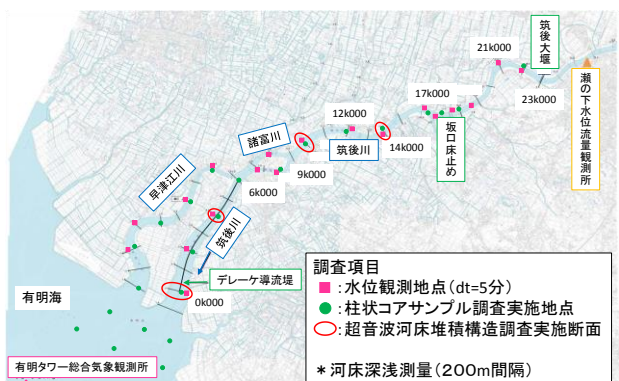 筑後大堰
21k000
瀬の下水位流量観測所
23k000
17k000
坂口床止め
12k000
筑後川
14k000
諸富川
9k000
6k000
早津江川
筑後川
デレーケ導流堤
0k000
有明海
有明タワー総合気象観測所
調査項目
:水位観測地点(dt=5分)
:柱状コアサンプル調査実施地点
:超音波河床堆積構造調査実施断面
*河床深浅測量(200m間隔)